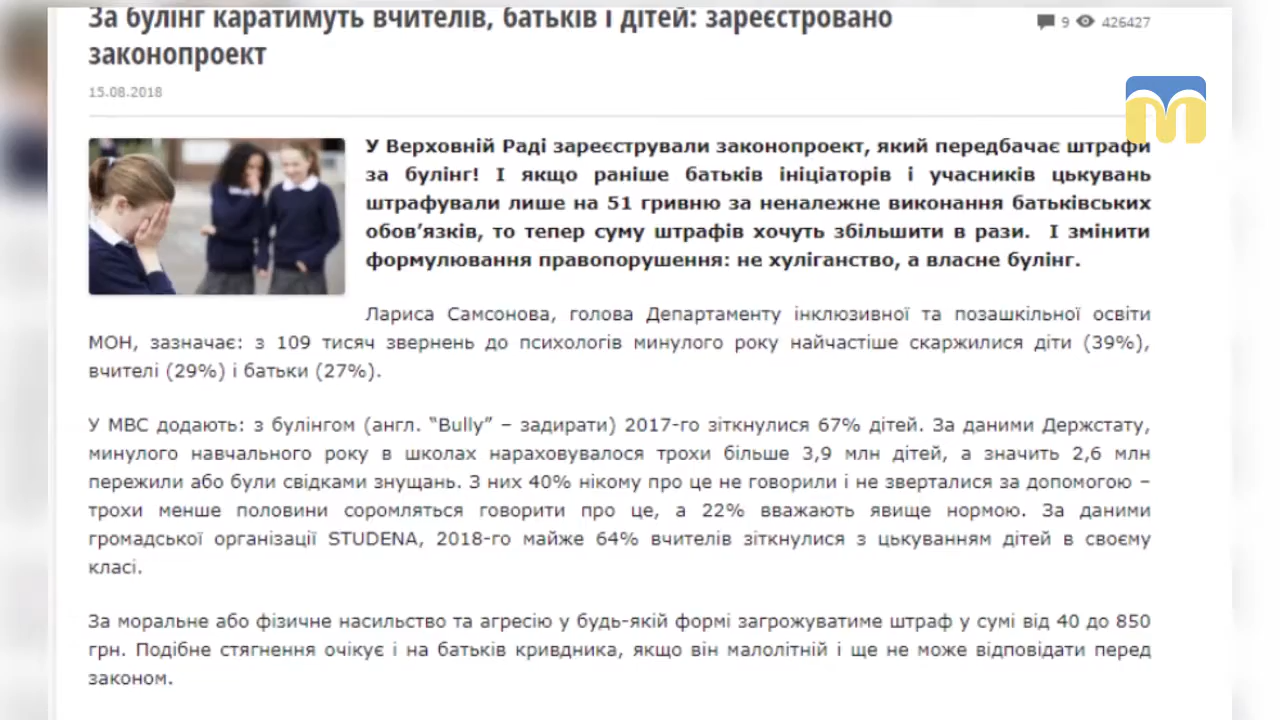 За булінг каратимуть вчителів, батьків і дітей: зареєстровано
законопроект
9 426427
15.08.2018
У Верховній Раді зареєстрували законопроект, який передбачає штрафи
за булінг! І якщо раніше батьків ініціаторів і учасників цькувань
штрафували лише на 51 гривню за неналежне виконання батьківських
обов’язків, то тепер суму штрафів хочуть збільшити в рази. І змінити
формулювання правопорушення: не хуліганство, а власне булінг.
Лариса Самсонова, голова Департаменту інклюзивної та позашкільної освіти
МОН, зазначає: з 109 тисяч звернень до психологів минулого року найчастіше скаржилися діти (39%),
вчителі (29%) і батьки (27%).
У МВС додають: з булінгом (англ. “Bully” – задирати) 2017-го зіткнулися 67% дітей. За даними Держстату,
минулого навчального року в школах нараховувалося трохи більше 3,9 млн дітей, а значить 2,6 млн
пережили або були свідками знущань. З них 40% нікому про це не говорили і не зверталися за допомогою –
трохи менше половини соромляться говорити про це, а 22% вважають явище нормою. За даними
громадської організації STUDENA, 2018-го майже 64% вчителів зіткнулися з цькуванням дітей в своєму
класі.
За моральне або фізичне насильство та агресію у будь-якій формі загрожуватиме штраф у сумі від 40 до 850
грн. Подібне стягнення очікує і на батьків кривдника, якщо він малолітній і ще не може відповідати перед
законом.